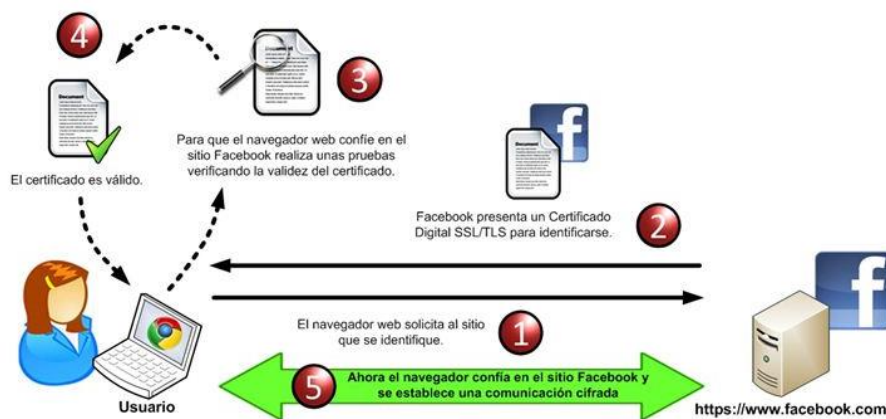 4
Document
3
Document
Para que el navegador web confíe en el
sitio Facebook realiza unas pruebas
verificando la validez del certificado.
El certificado es válido.
f
Document
Facebook presenta un Certificado
Digital SSL/TLS para identificarse.
2
El navegador web solicita al sitio
que se identifique.
1
f
5
Ahora el navegador confía en el sitio Facebook y
se establece una comunicación cifrada
Usuario
https://www.facebook.com